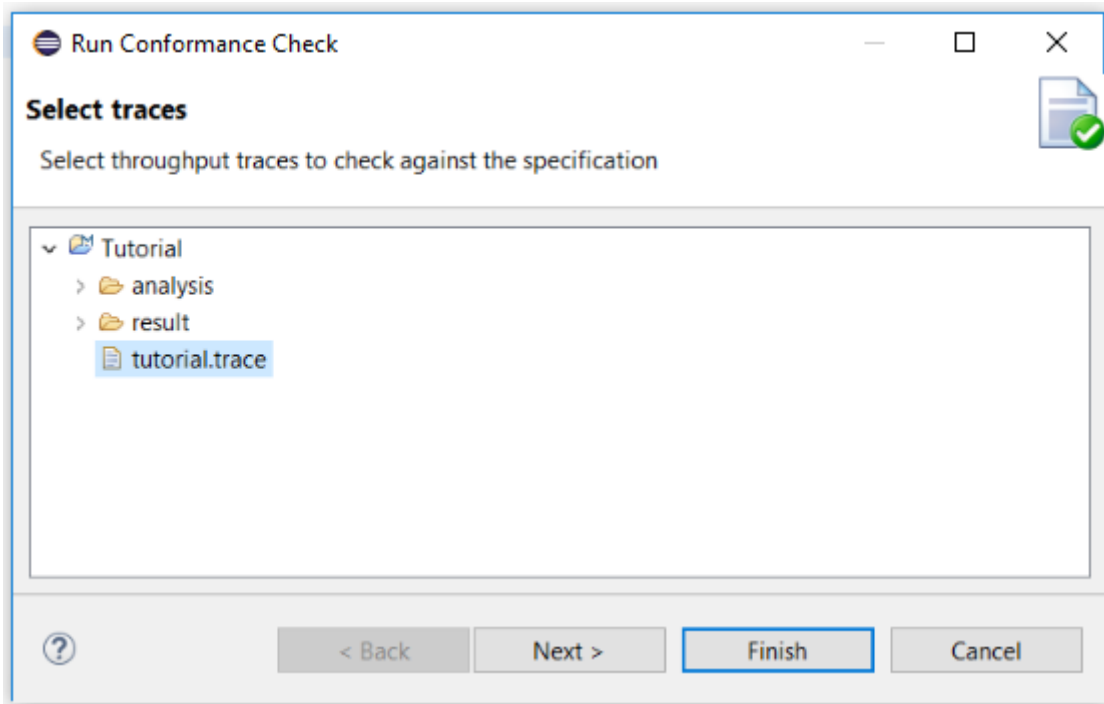 Run Conformance Check
Select traces
Select throughput traces to check against the specification
Tutorial
analysis
result
tutorial.trace
? < Back Next > Finish Cancel